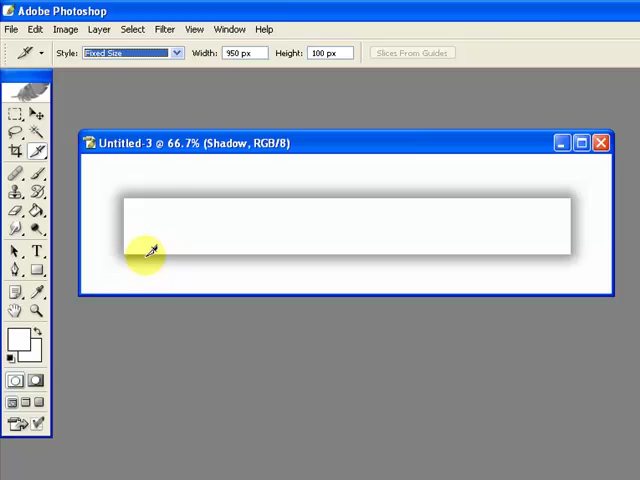 Adobe Photoshop
File Edit Image Layer Select Filter View Window Help
Style: Fixed Size Width: 950 px Height: 100 px Slices From Guides
Untitled-3 @ 66.7% (Shadow, RGB/8)
T